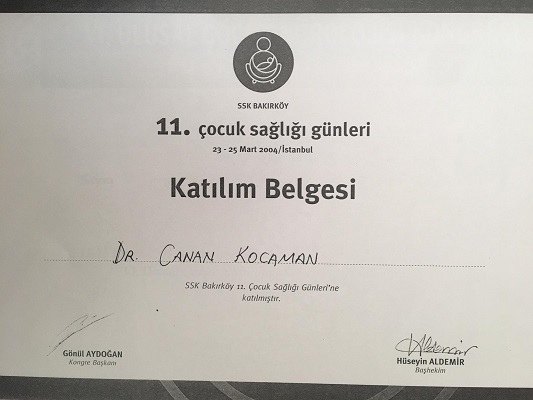 SSK BAKIRKÖY
11. çocuk sağlığı günleri
23 - 25 Mart 2004/İstanbul
Katılım Belgesi
DR. CANAN KOCAMAN
SSK Bakırköy 11. Çocuk Sağlığı Günleri'ne
katılmıştır.
Gönül AYDOĞAN
Kongre Başkanı
HAldemir
Hüseyin ALDEMİR
Başhekim